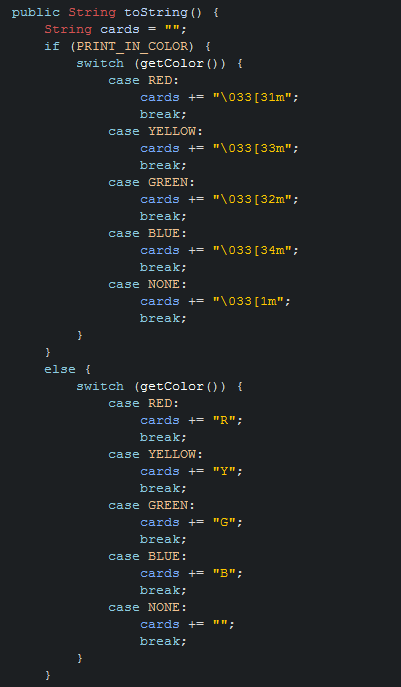 public String toString() {
    String cards = "";
    if (PRINT_IN_COLOR) {
        switch (getColor()) {
            case RED:
                cards += "\033[31m";
                break;
            case YELLOW:
                cards += "\033[33m";
                break;
            case GREEN:
                cards += "\033[32m";
                break;
            case BLUE:
                cards += "\033[34m";
                break;
            case NONE:
                cards += "\033[1m";
                break;
        }
    }
    else {
        switch (getColor()) {
            case RED:
                cards += "R";
                break;
            case YELLOW:
                cards += "Y";
                break;
            case GREEN:
                cards += "G";
                break;
            case BLUE:
                cards += "B";
                break;
            case NONE:
                cards += "";
                break;
        }
    }